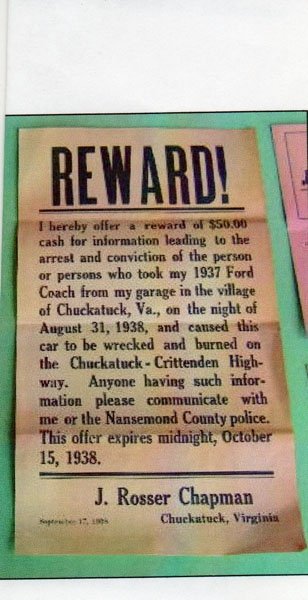 REWARD!
I hereby offer a reward of $50.00
cash for information leading to the
arrest and conviction of the person
or persons who took my 1937 Ford
Coach from my garage in the village
of Chuckatuck, Va., on the night of
August 31, 1938, and caused this
car to be wrecked and burned on
the Chuckatuck-Crittenden High-
way. Anyone having such infor-
mation please communicate with
me or the Nansemond County police.
This offer expires midnight, October
15, 1938.
J. Rosser Chapman
September 17, 1938 Chuckatuck, Virginia